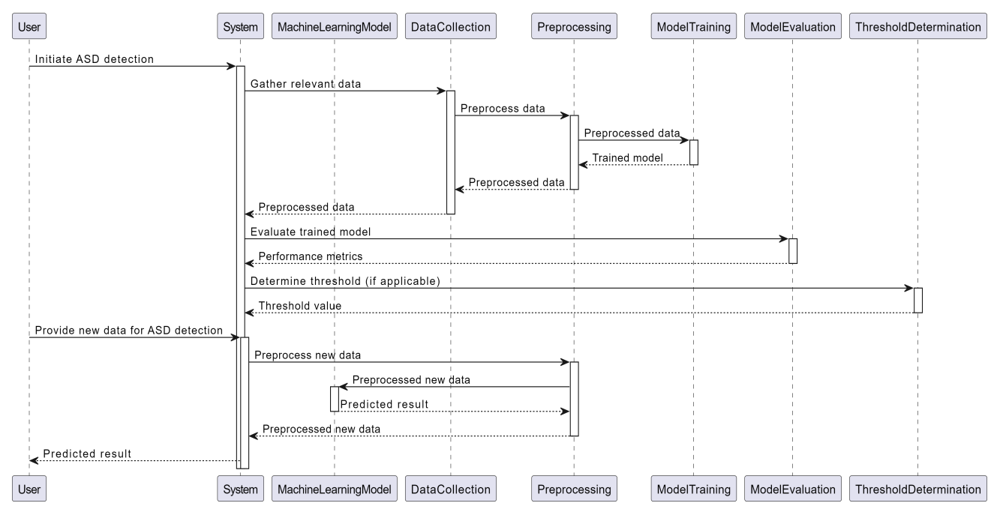 User System MachineLearningModel DataCollection Preprocessing ModelTraining ModelEvaluation ThresholdDetermination
Initiate ASD detection
Gather relevant data
Preprocess data
Preprocessed data
Trained model
Preprocessed data
Preprocessed data
Evaluate trained model
Performance metrics
Determine threshold (if applicable)
Threshold value
Provide new data for ASD detection
Preprocess new data
Preprocessed new data
Predicted result
Preprocessed new data
Predicted result
User System MachineLearningModel DataCollection Preprocessing ModelTraining ModelEvaluation ThresholdDetermination